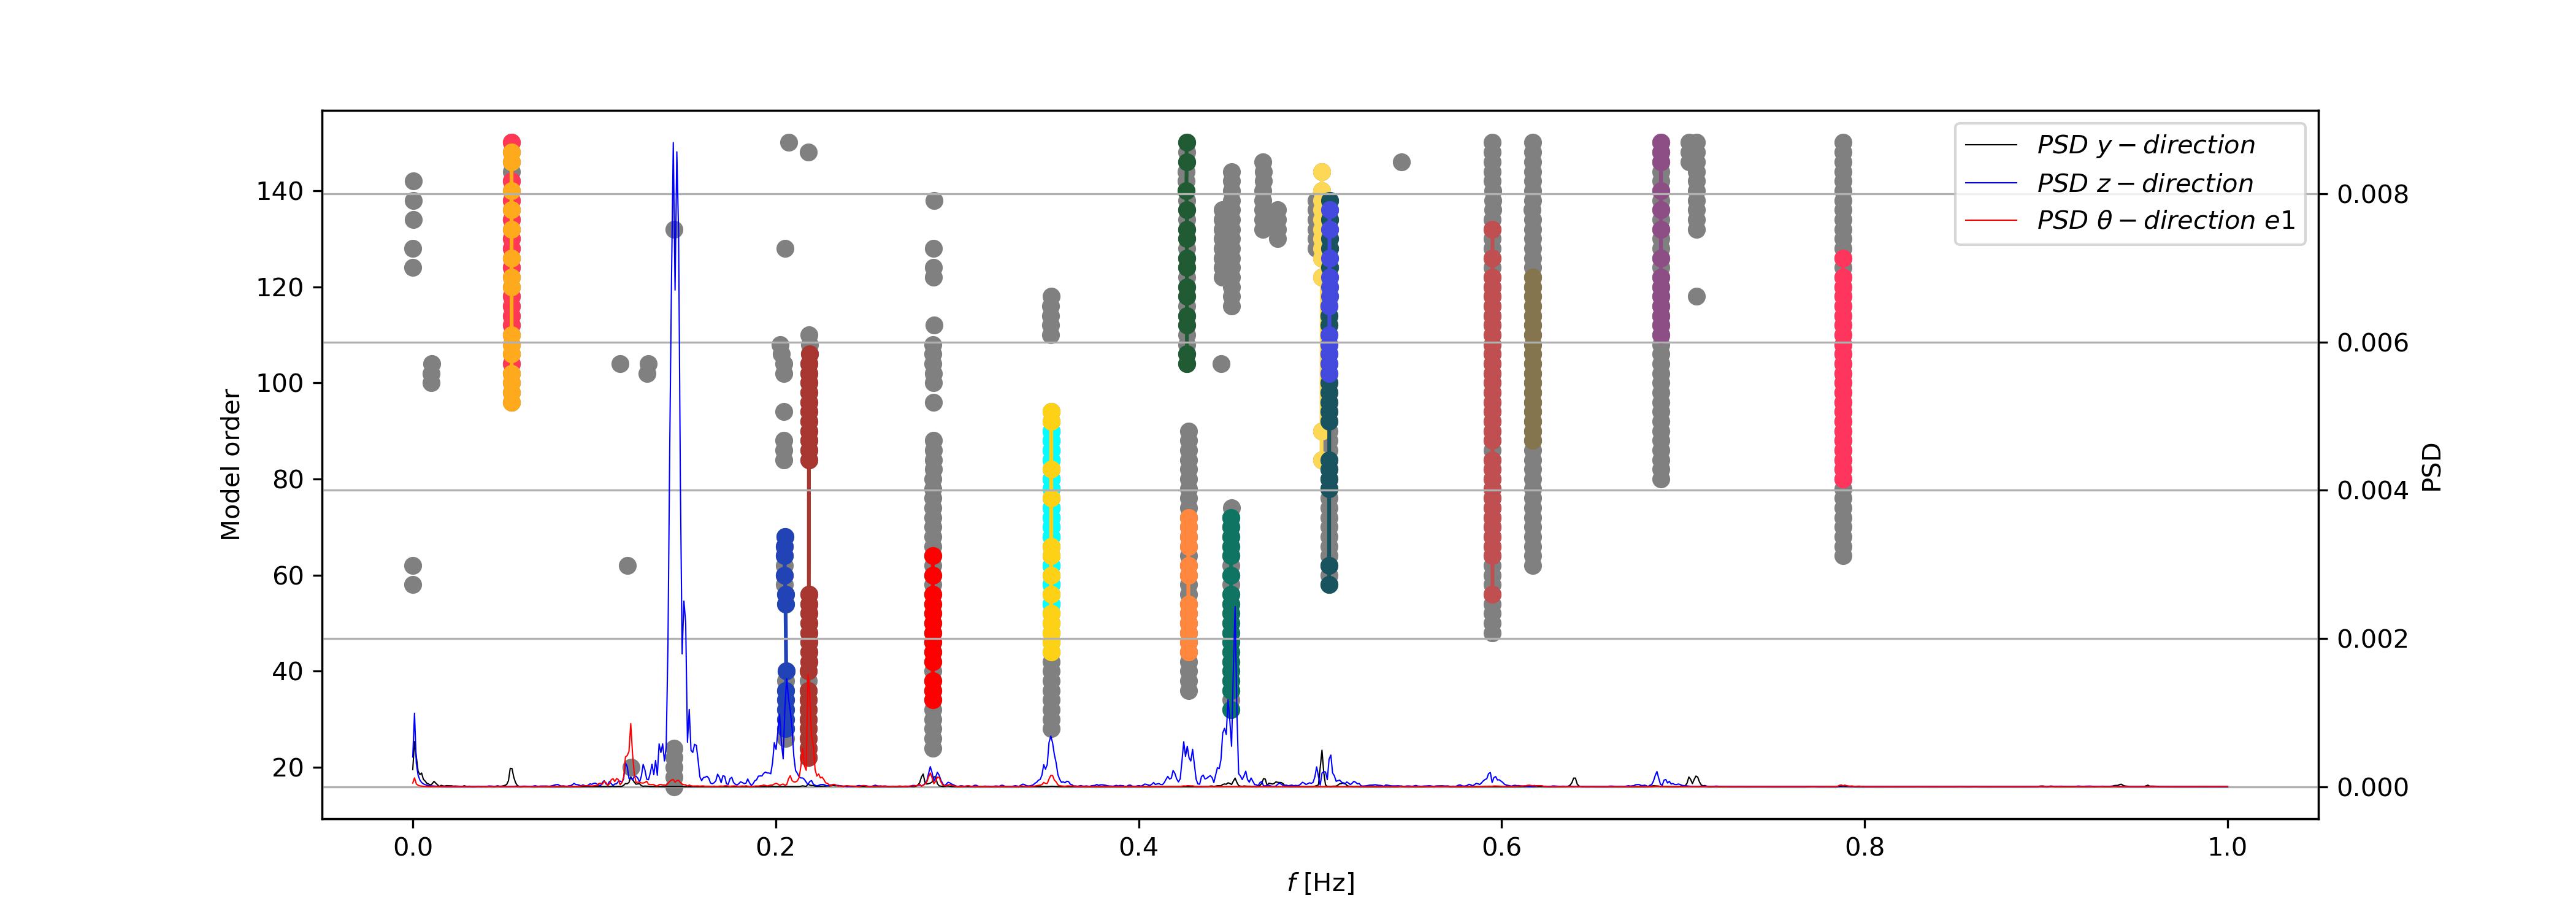 PSD y − direction
PSD z − direction
PSD θ − direction e1
Model order
140
120
100
80
60
40
20
0.008
0.006
0.004
0.002
0.000
PSD
0.0 0.2 0.4 0.6 0.8 1.0
f [Hz]